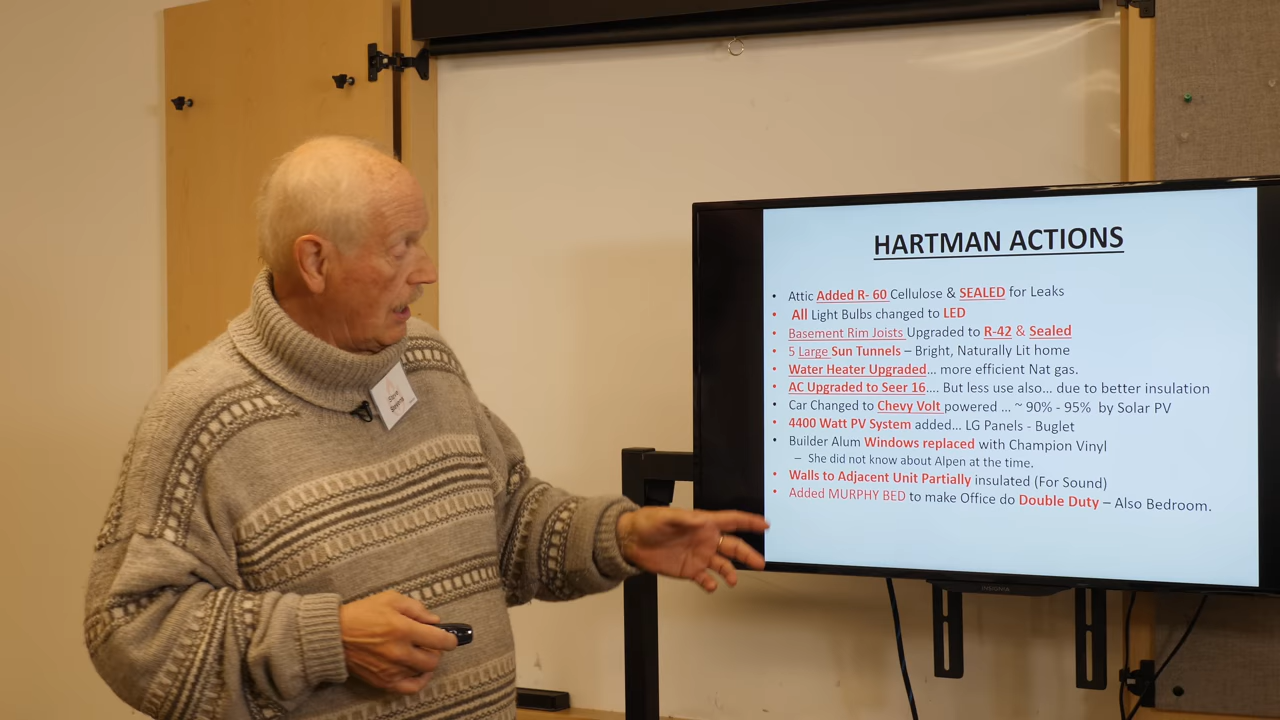 HARTMAN ACTIONS
• Attic Added R- 60 Cellulose & SEALED for Leaks
• All Light Bulbs changed to LED
• Basement Rim Joists Upgraded to R-42 & Sealed
• 5 Large Sun Tunnels – Bright, Naturally Lit home
• Water Heater Upgraded... more efficient Nat gas.
• AC Upgraded to Seer 16.... But less use also... due to better insulation
• Car Changed to Chevy Volt powered ... ~ 90% - 95% by Solar PV
• 4400 Watt PV System added... LG Panels - Buglet
• Builder Alum Windows replaced with Champion Vinyl
– She did not know about Alpen at the time.
• Walls to Adjacent Unit Partially insulated (For Sound)
• Added MURPHY BED to make Office do Double Duty – Also Bedroom.
INSIGNIA
Steve